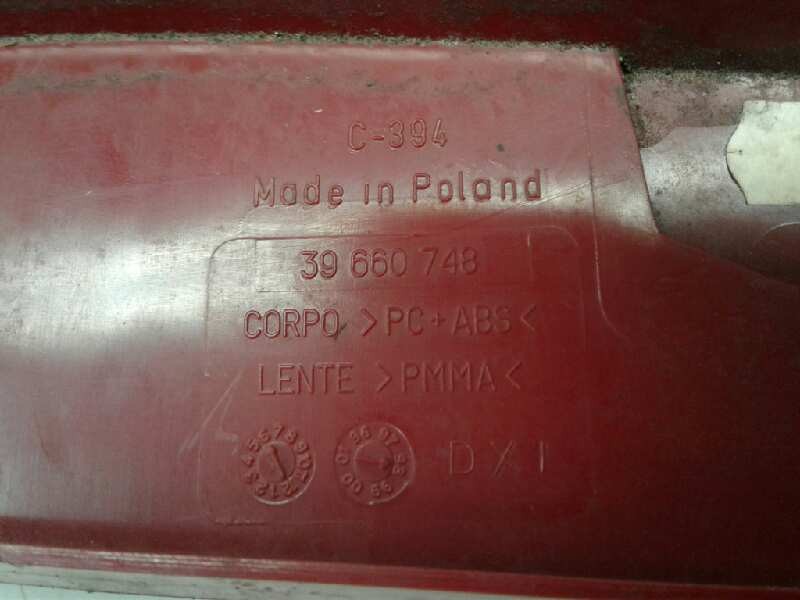 C-394
Made in Poland
39 660 748
CORPO >PC+ABS<
LENTE >PMMA<
DX I